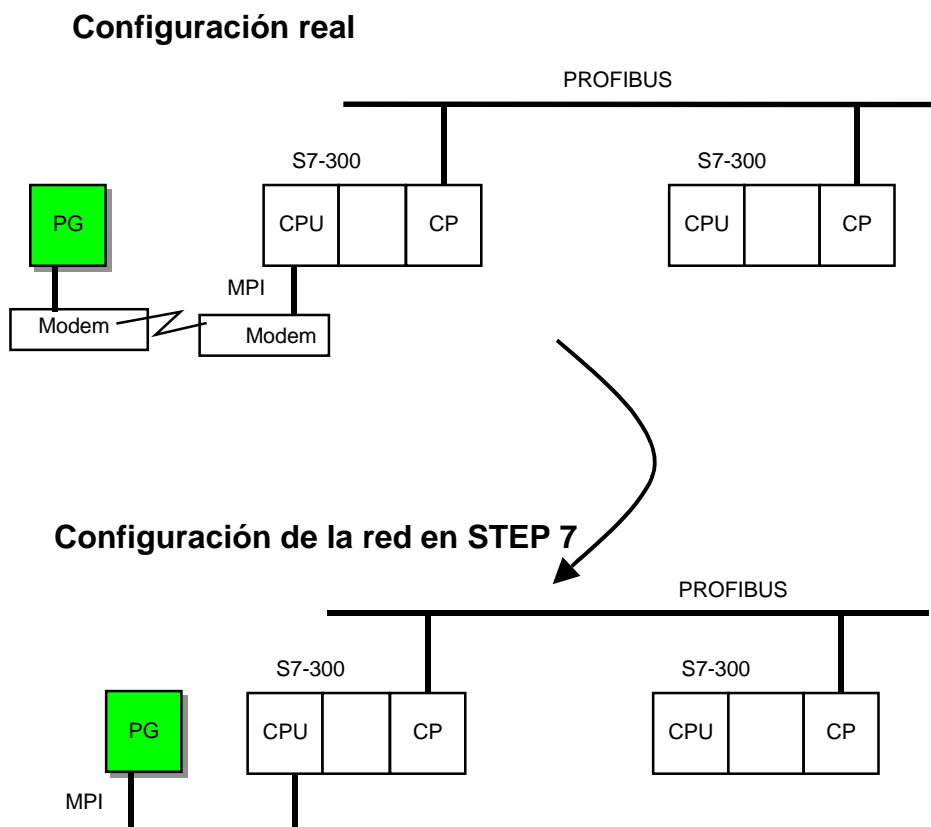 Configuración real
PROFIBUS
S7-300
S7-300
PG
CPU
CP
CPU
CP
MPI
Modem
Modem
Configuración de la red en STEP 7
PROFIBUS
S7-300
S7-300
PG
CPU
CP
CPU
CP
MPI